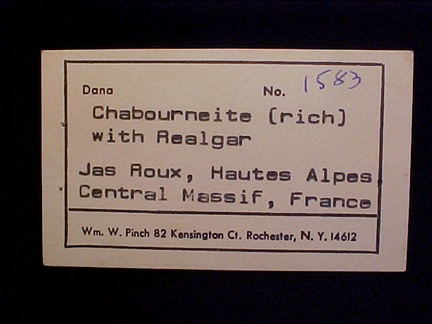 Dana No. 1583
Chabourneite (rich)
with Realgar
Jas Roux, Hautes Alpes,
Central Massif, France
Wm. W. Pinch 82 Kensington Ct. Rochester, N. Y. 14612